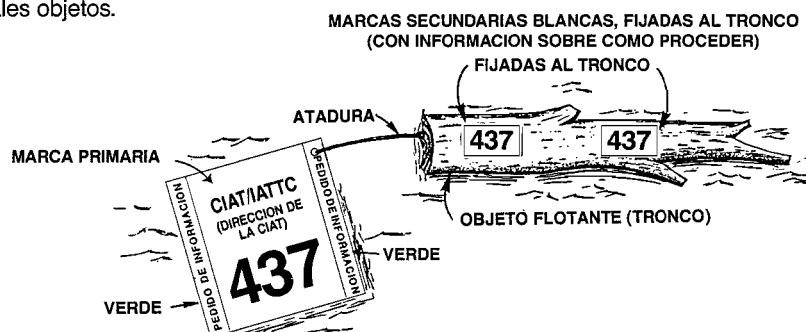 ales objetos.
MARCAS SECUNDARIAS BLANCAS, FIJADAS AL TRONCO
(CON INFORMACION SOBRE COMO PROCEDER)
FIJADAS AL TRONCO
ATADURA
437
437
MARCA PRIMARIA
OBJETO FLOTANTE (TRONCO)
PEDIDO DE INFORMACION
CIAT/IATTC
(DIRECCION DE
LA CIAT)
437
PEDIDO DE INFORMACION
VERDE
VERDE